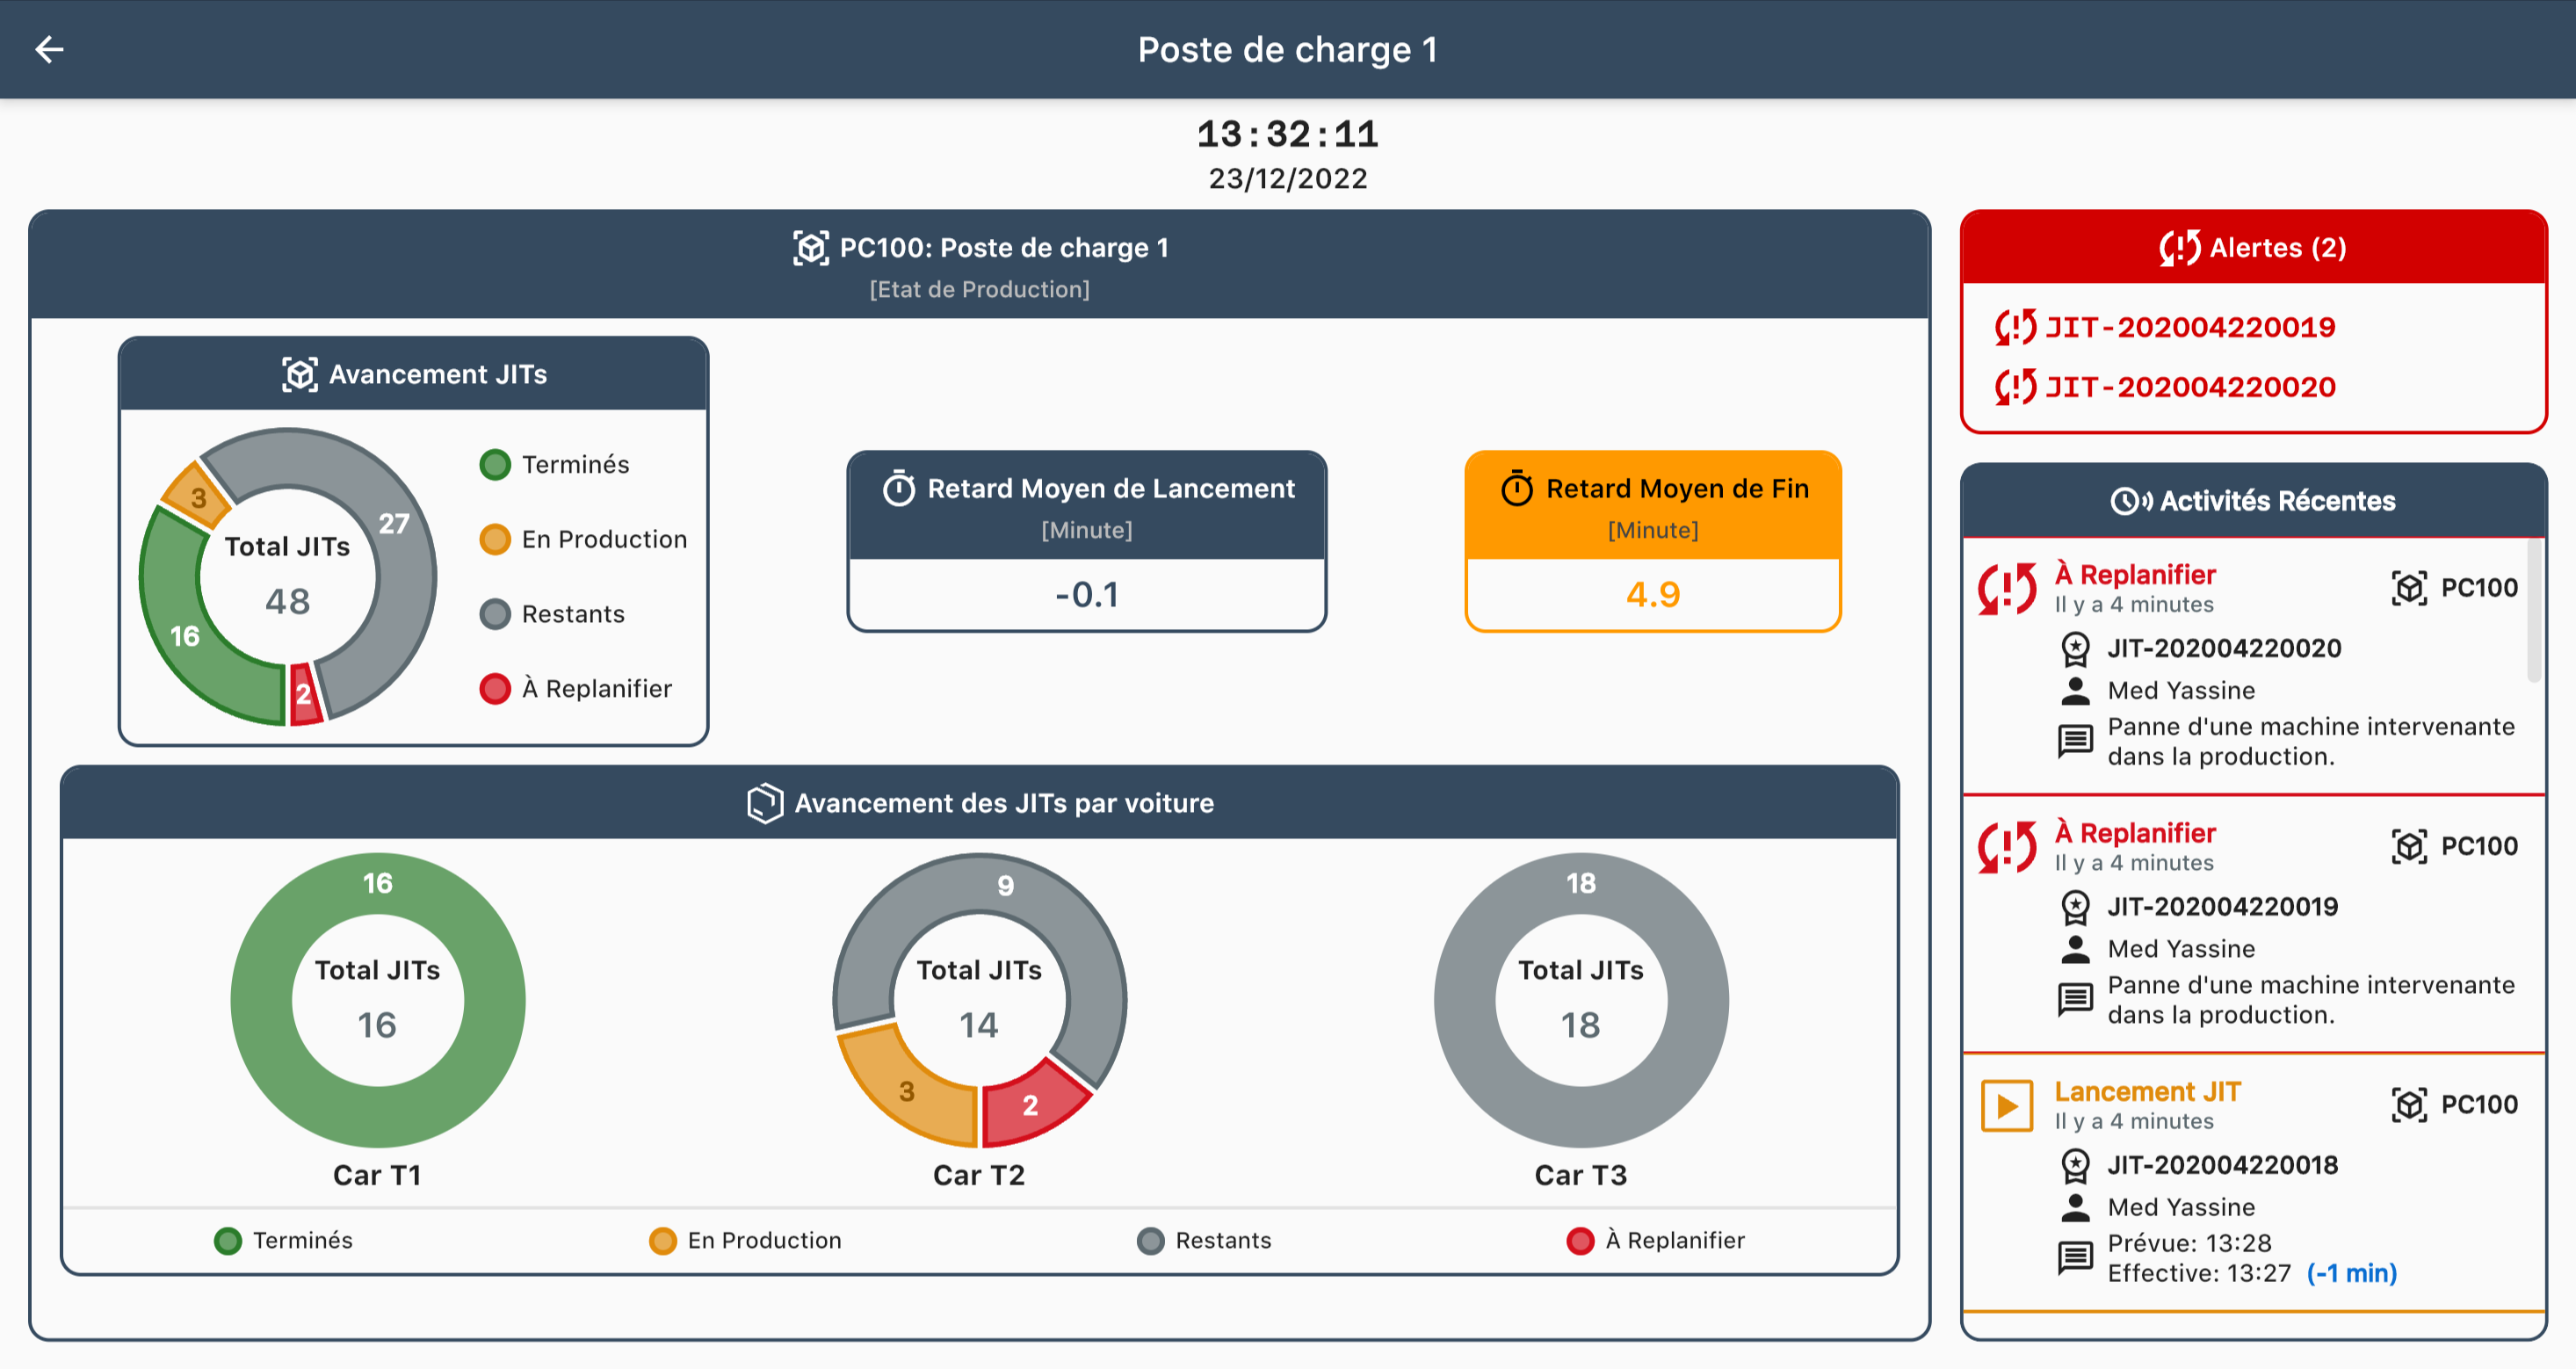 Poste de charge 1
13:32:11
23/12/2022
PC100: Poste de charge 1
[Etat de Production]
Avancement JITs
3
27
Total JITs
48
16
2
Terminés
En Production
Restants
À Replanifier
Retard Moyen de Lancement
[Minute]
-0.1
Retard Moyen de Fin
[Minute]
4.9
Avancement des JITs par voiture
16
Total JITs
16
Car T1
9
Total JITs
14
3
2
Car T2
18
Total JITs
18
Car T3
Terminés
En Production
Restants
À Replanifier
Alertes (2)
JIT-202004220019
JIT-202004220020
Activités Récentes
À Replanifier
PC100
Il y a 4 minutes
JIT-202004220020
Med Yassine
Panne d'une machine intervenante
dans la production.
À Replanifier
PC100
Il y a 4 minutes
JIT-202004220019
Med Yassine
Panne d'une machine intervenante
dans la production.
Lancement JIT
PC100
Il y a 4 minutes
JIT-202004220018
Med Yassine
Prévue: 13:28
Effective: 13:27 (-1 min)